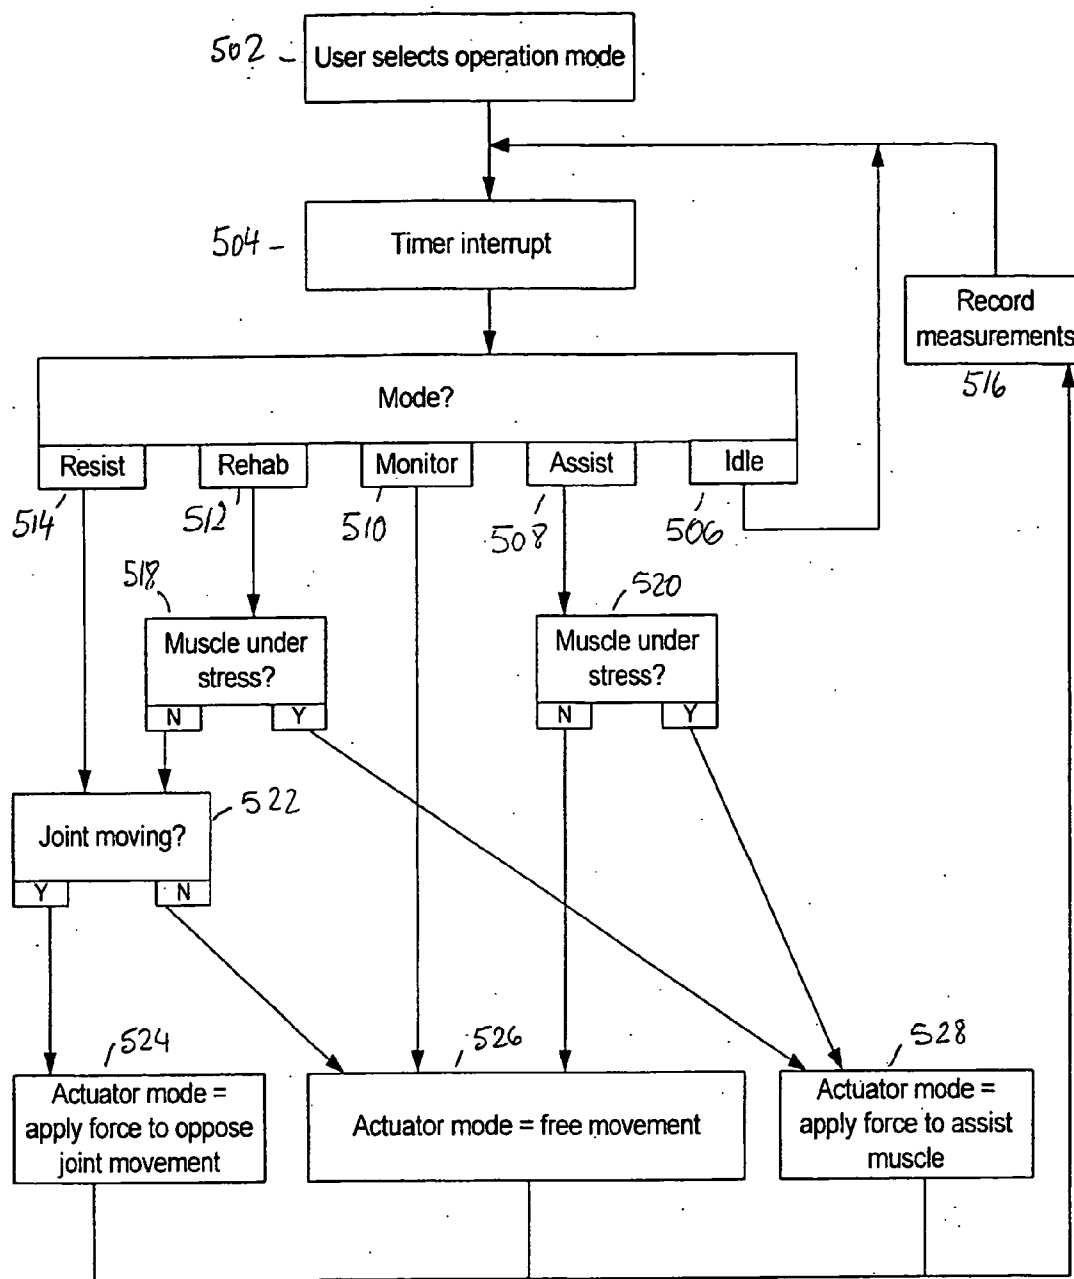 502 - User selects operation mode
504 - Timer interrupt
Record
measurements
516
Mode?
Resist Rehab Monitor Assist Idle
514 512 510 508 506
518 520
Muscle under
stress?
N Y
Muscle under
stress?
N Y
522
Joint moving?
Y N
524 526 528
Actuator mode =
apply force to oppose
joint movement
Actuator mode = free movement
Actuator mode =
apply force to assist
muscle